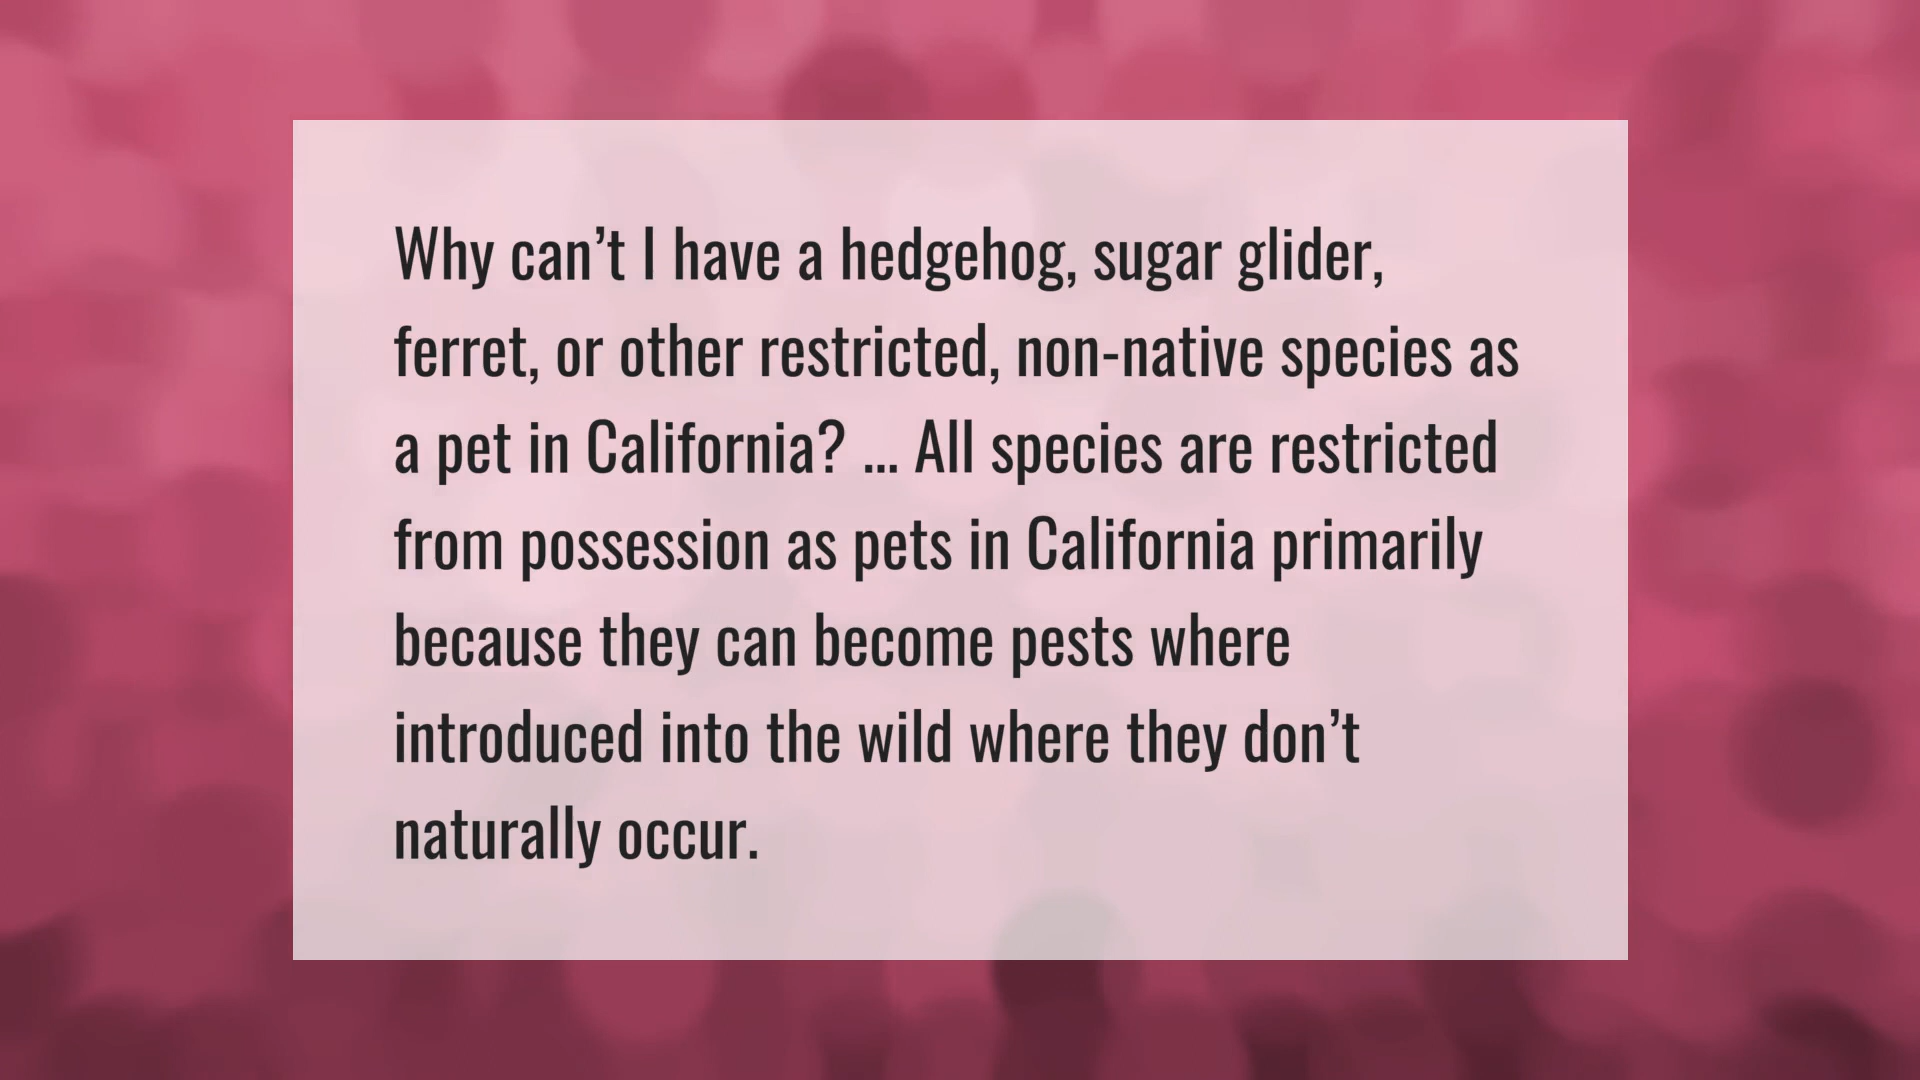 Why can’t I have a hedgehog, sugar glider,
ferret, or other restricted, non-native species as
a pet in California? ... All species are restricted
from possession as pets in California primarily
because they can become pests where
introduced into the wild where they don’t
naturally occur.